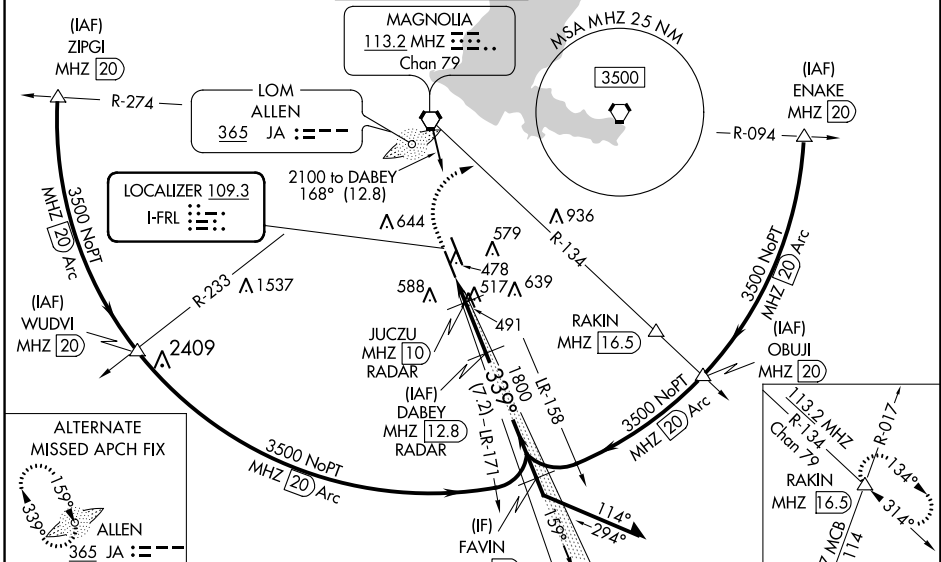 (IAF)
ZIPGI
MHZ 20
R-274
MAGNOLIA
113.2 MHZ
Chan 79
LOM
ALLEN
365 JA
2100 to DABEY
168° (12.8)
MSA MHZ 25 NM
3500
(IAF)
ENAKE
MHZ 20
R-094
LOCALIZER 109.3
I-FRL
3500 NoPT
MHZ 20 Arc
R-233
1537
644
579
478
936
R-134
588
517
639
491
3500 NoPT
MHZ 20 Arc
(IAF)
WUDVI
MHZ 20
2409
JUCZU
MHZ 10
RADAR
(IAF)
DABEY
MHZ 12.8
RADAR
RAKIN
MHZ 16.5
(IAF)
OBUJI
MHZ 20
339°
1800
(7.2)
LR-158
LR-171
3500 NoPT
MHZ 20 Arc
3500 NoPT
MHZ 20 Arc
(IF)
FAVIN
159°
114°
294°
ALTERNATE
MISSED APCH FIX
159°
339°
ALLEN
365 JA
113.2 MHZ
R-134
Chan 79
R-017
RAKIN
MHZ 16.5
134°
314°
MCB
114